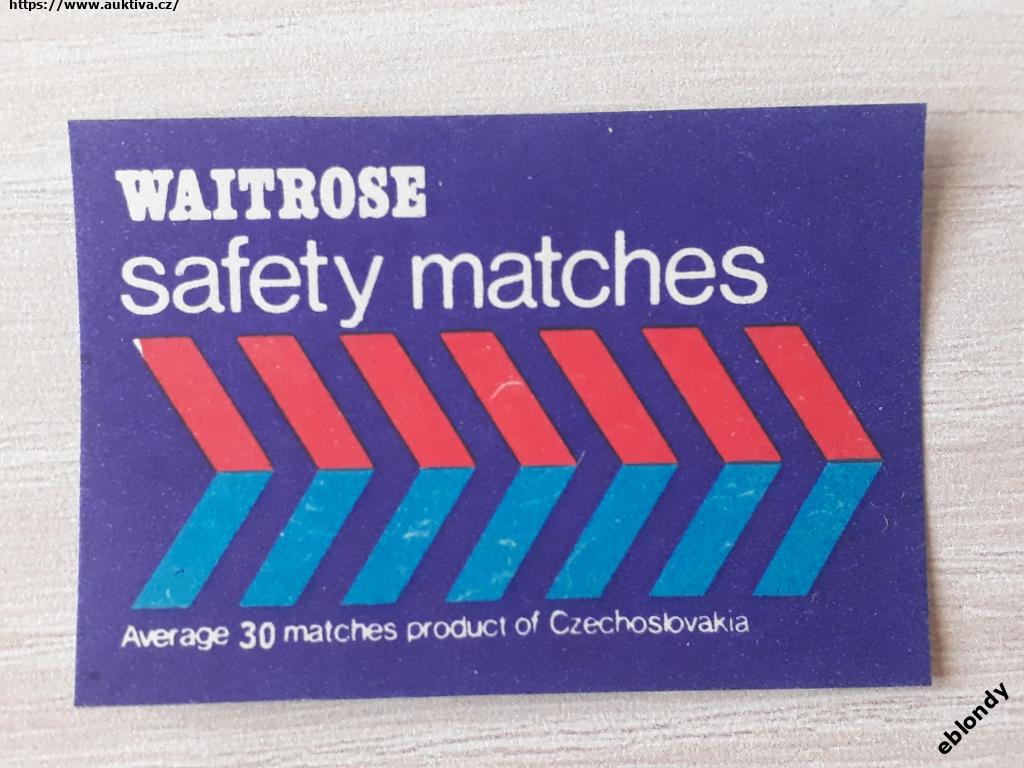 https://www.auktiva.cz/
WAITROSE
safety matches
Average 30 matches product of Czechoslovakia
eblondy